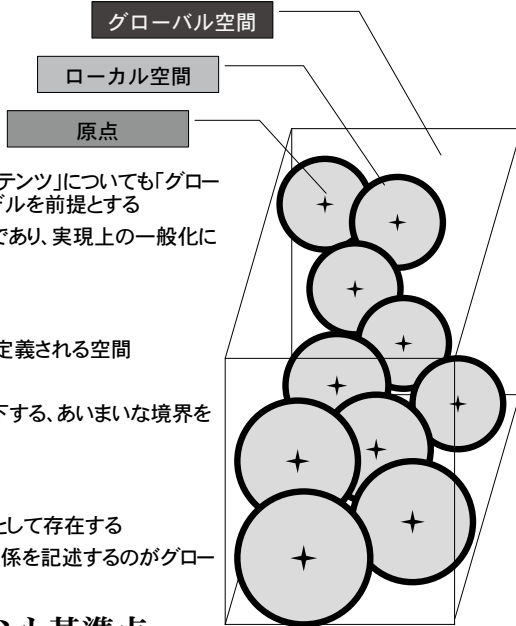 グローバル空間
ローカル空間
原点
テンツ」についても「グロー
デルを前提とする
であり、実現上の一般化に
定義される空間
下する、あいまいな境界を
として存在する
係を記述するのがグロー